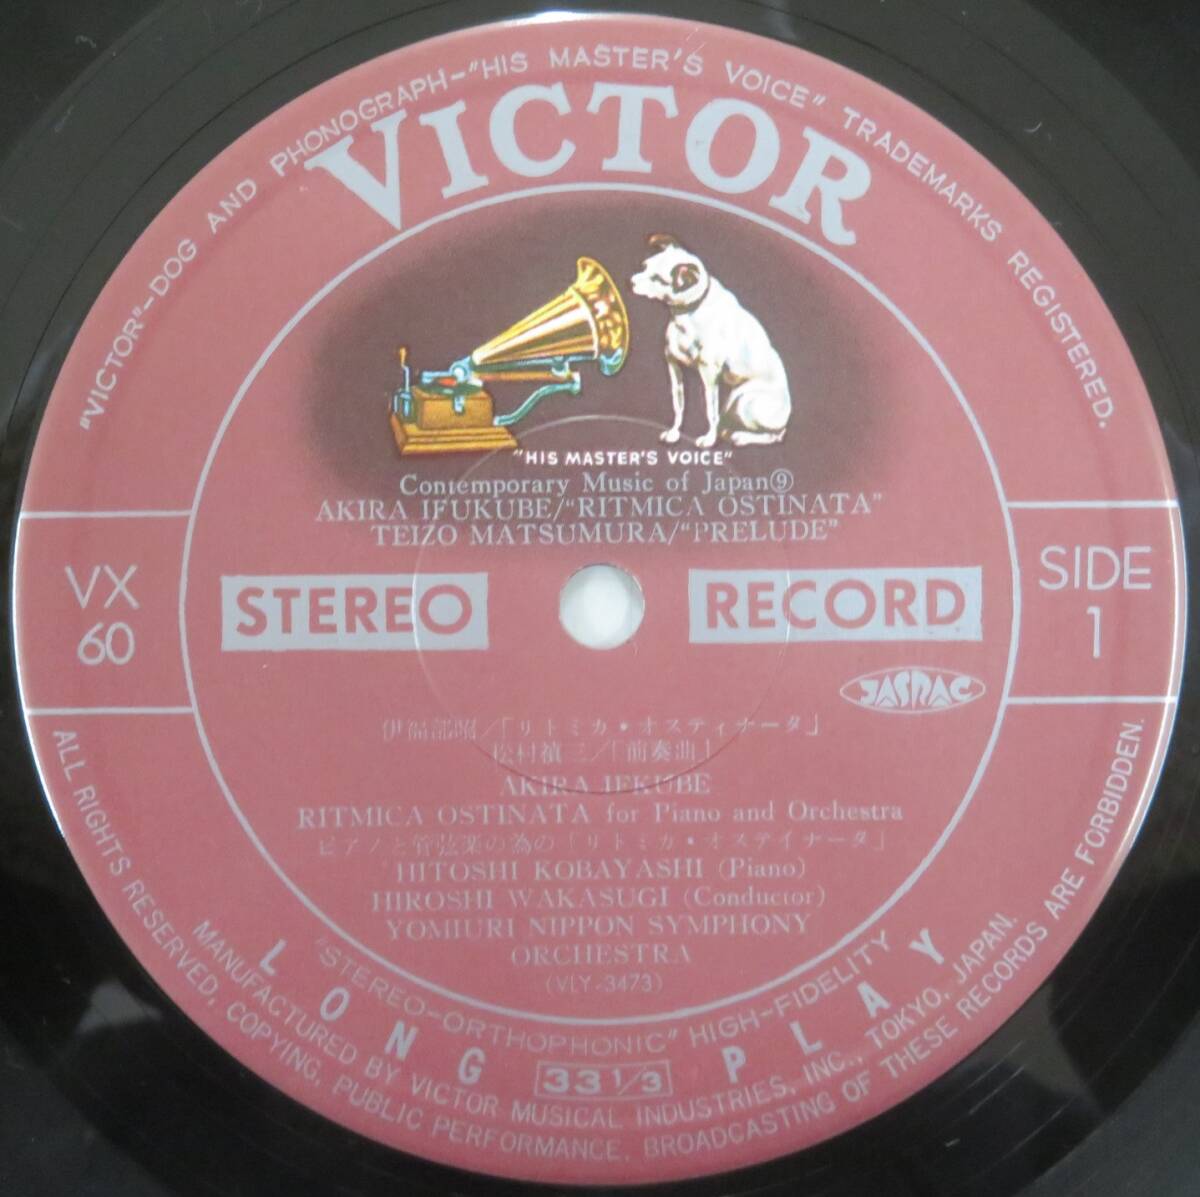 "VICTOR"-DOG AND PHONOGRAPH-"HIS MASTER'S VOICE" TRADEMARKS REGISTERED.
VICTOR
"HIS MASTER'S VOICE"
Contemporary Music of Japan⑨
AKIRA IFUKUBE/"RITMICA OSTINATA"
TEIZO MATSUMURA/"PRELUDE"
VX
60
STEREO
RECORD
SIDE
1
JASRAC
伊福部昭/「リトミカ・オスティナータ」
松村禎三/「前奏曲」
AKIRA IFKUBE
RITMICA OSTINATA for Piano and Orchestra
ピアノと管弦楽の為の「リトミカ・オステイナータ」
HITOSHI KOBAYASHI (Piano)
HIROSHI WAKASUGI (Conductor)
YOMIURI NIPPON SYMPHONY
ORCHESTRA
(VLY-3473)
"STEREO-ORTHOPHONIC" HIGH-FIDELITY
LONG PLAY
33 1/3
MANUFACTURED BY VICTOR MUSICAL INDUSTRIES, INC., TOKYO, JAPAN.
ALL RIGHTS RESERVED, COPYING, PUBLIC PERFORMANCE, BROADCASTING OF THESE RECORDS ARE FORBIDDEN.